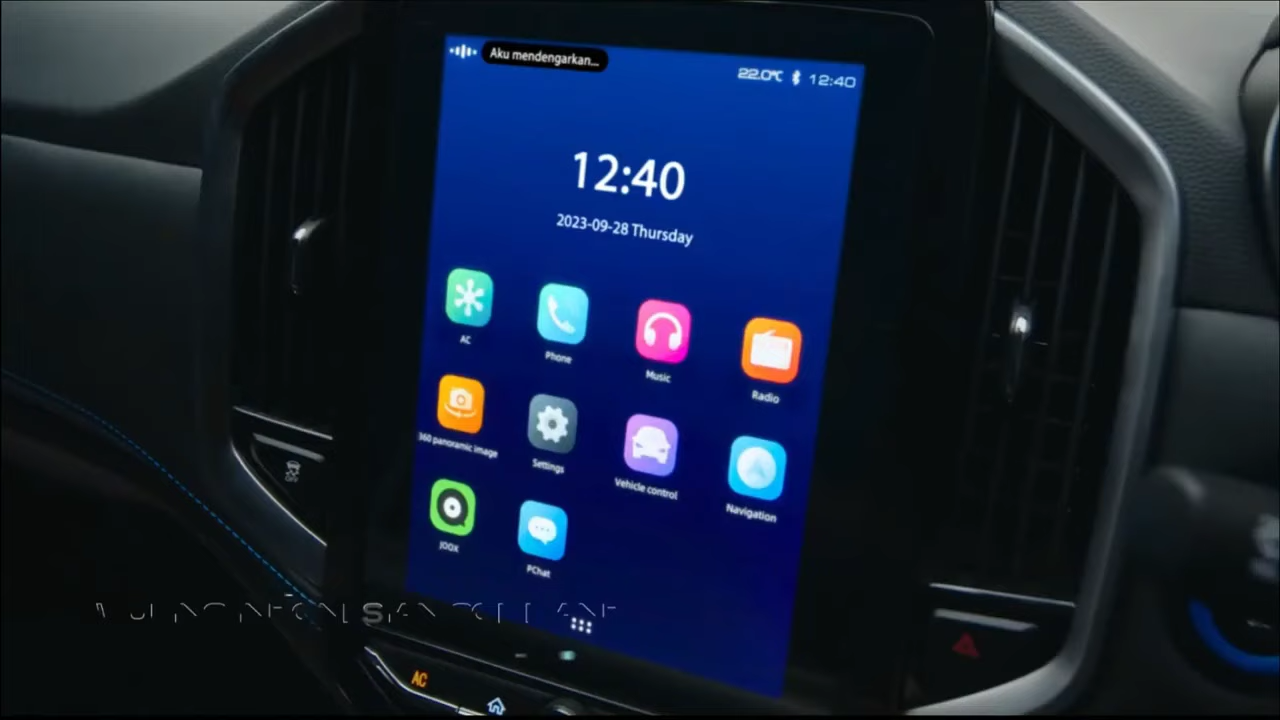 Aku mendengarkan...
22.0℃ 12:40
12:40
2023-09-28 Thursday
AC
Phone
Music
Radio
360 panoramic image
Settings
Vehicle control
Navigation
JOOX
PChat
AC
OFF